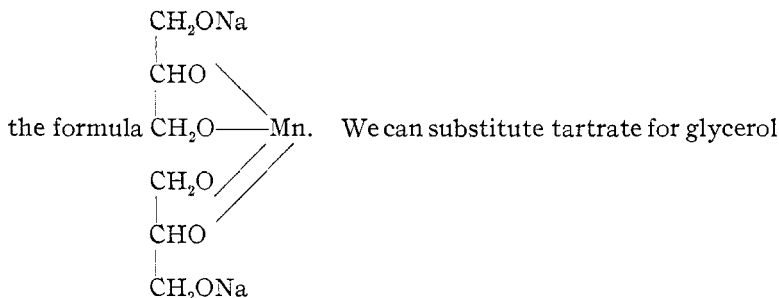 CH₂ONa
CHO
the formula CH₂O—Mn. We can substitute tartrate for glycerol
CH₂O
CHO
CH₂ONa